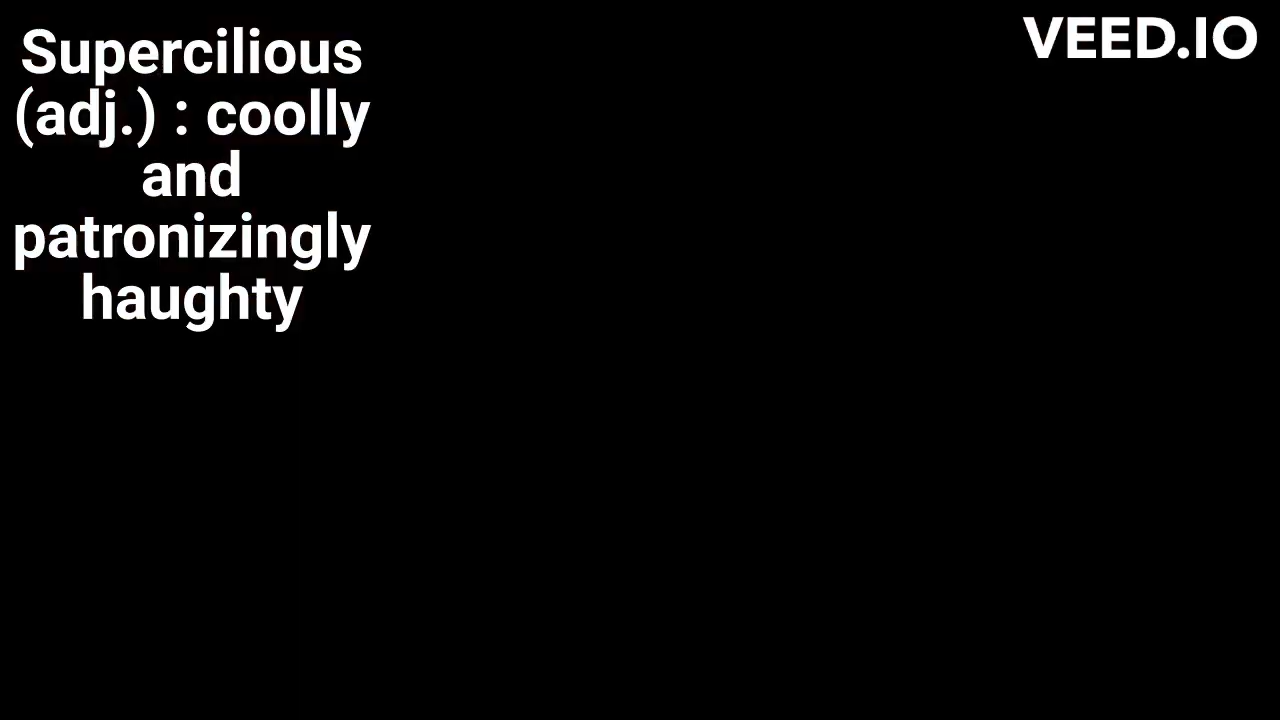 Supercilious
(adj.) : coolly
and
patronizingly
haughty
VEED.IO